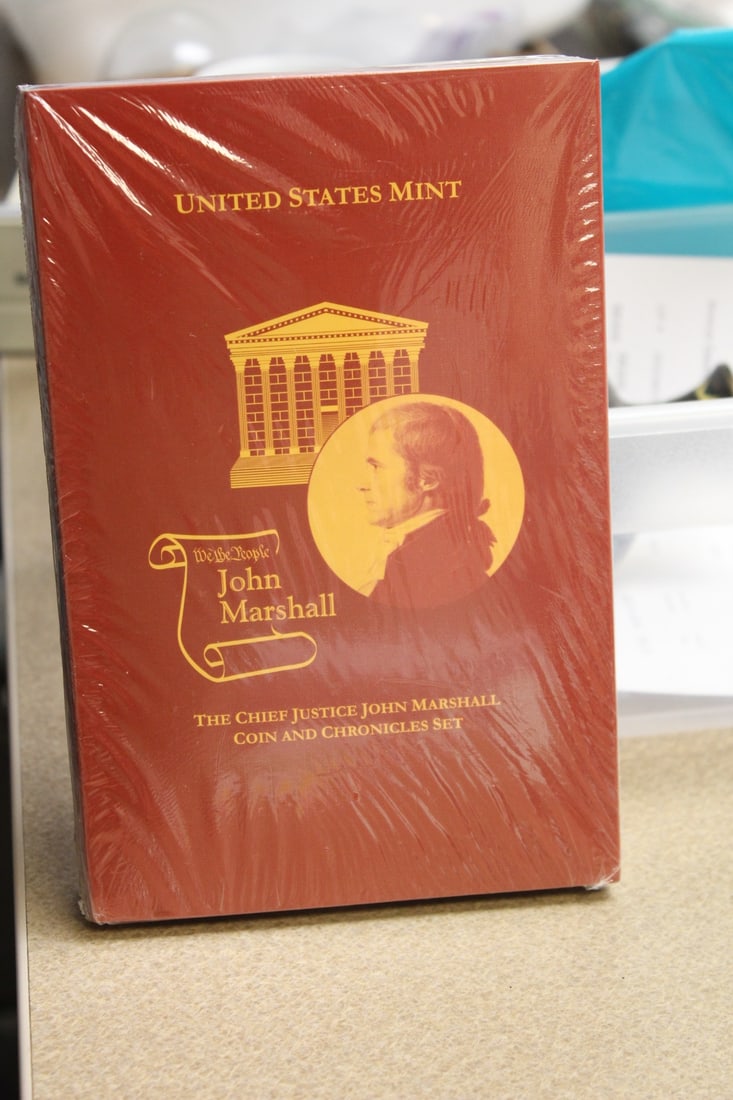 UNITED STATES MINT
We the People
John
Marshall
THE CHIEF JUSTICE JOHN MARSHALL
COIN AND CHRONICLES SET